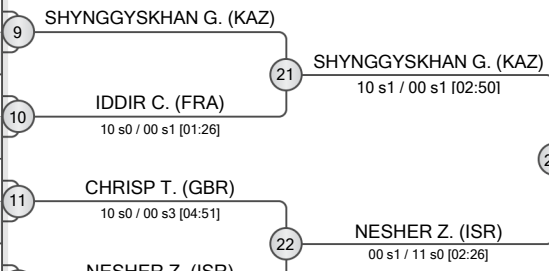 SHYNGGYSKHAN G. (KAZ)
9
SHYNGGYSKHAN G. (KAZ)
21
10 s1 / 00 s1 [02:50]
IDDIR C. (FRA)
10
10 s0 / 00 s1 [01:26]
CHRISP T. (GBR)
11
10 s0 / 00 s3 [04:51]
NESHER Z. (ISR)
22
00 s1 / 11 s0 [02:26]
NESHER Z. (ISR)